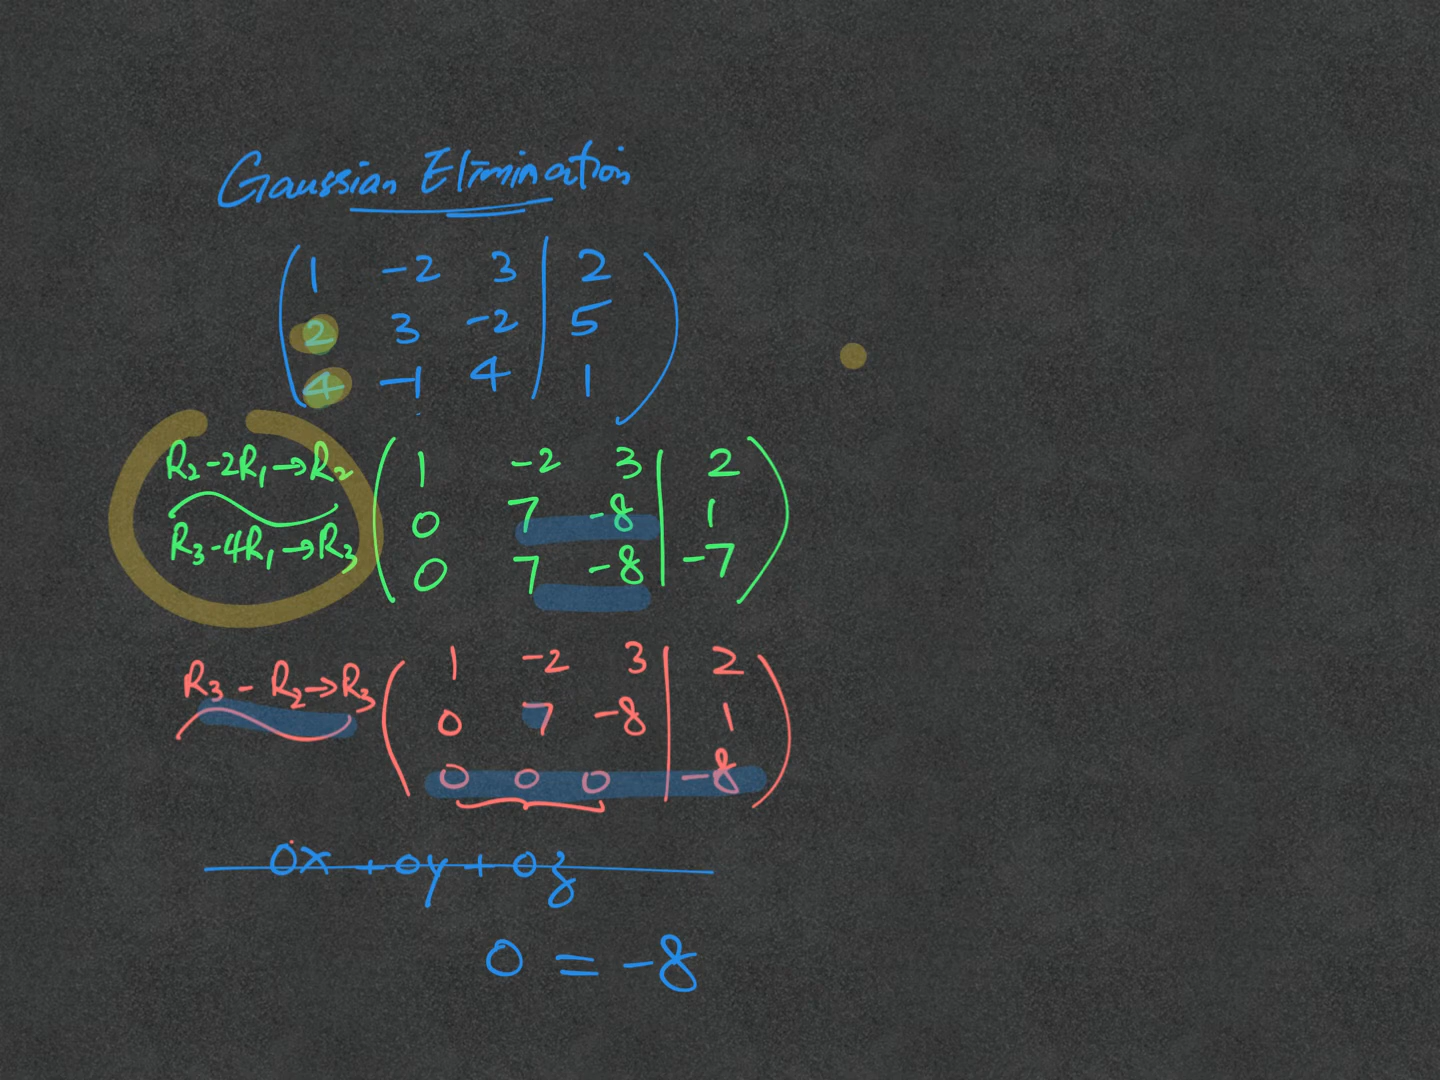 Gaussian Elimination
1 -2 3 | 2
2 3 -2 | 5
4 -1 4 | 1
R2-2R1→R2
R3-4R1→R3
1 -2 3 | 2
0 7 -8 | 1
0 7 -8 | -7
R3 - R2→R3
1 -2 3 | 2
0 7 -8 | 1
0 0 0 | -8
0x + 0y + 0z
0 = -8